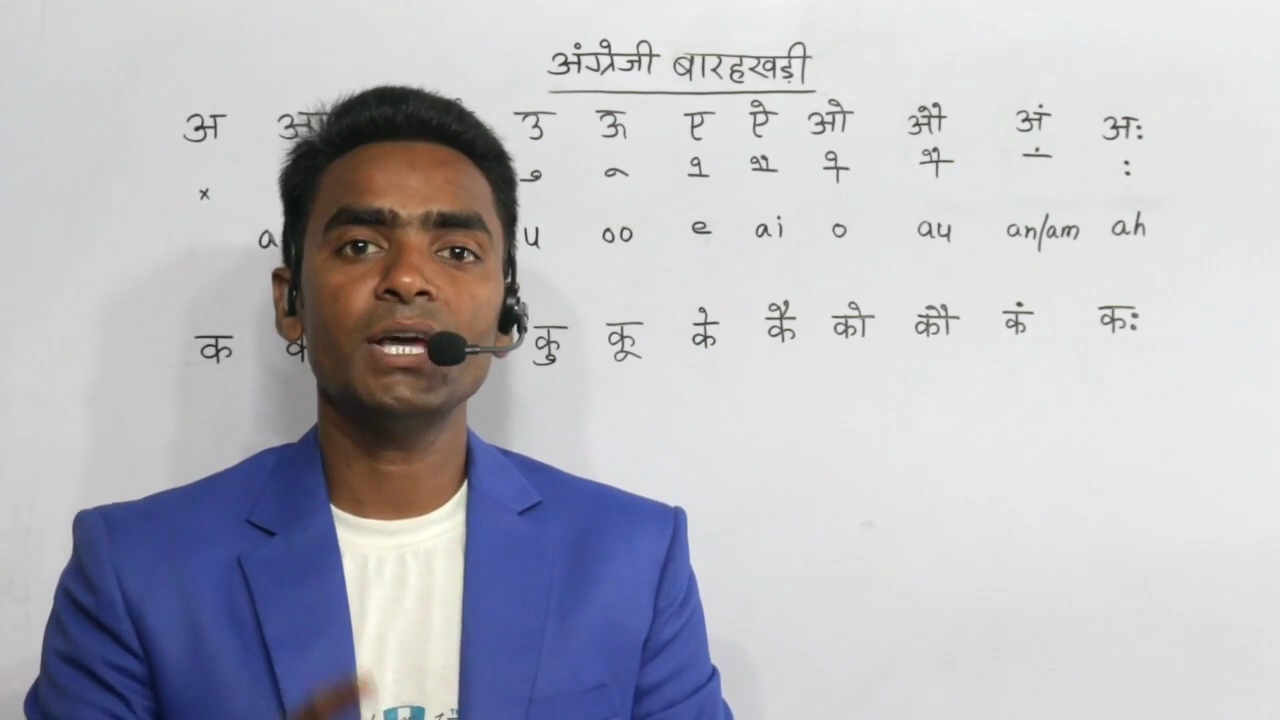 अंग्रेजी बारहखड़ी
अ उ ऊ ए ऐ ओ औ अं अः
× ु ू े ै ो ौ ं ः
a u oo e ai o au an/am ah
क कु कू के कै को कौ कं कः